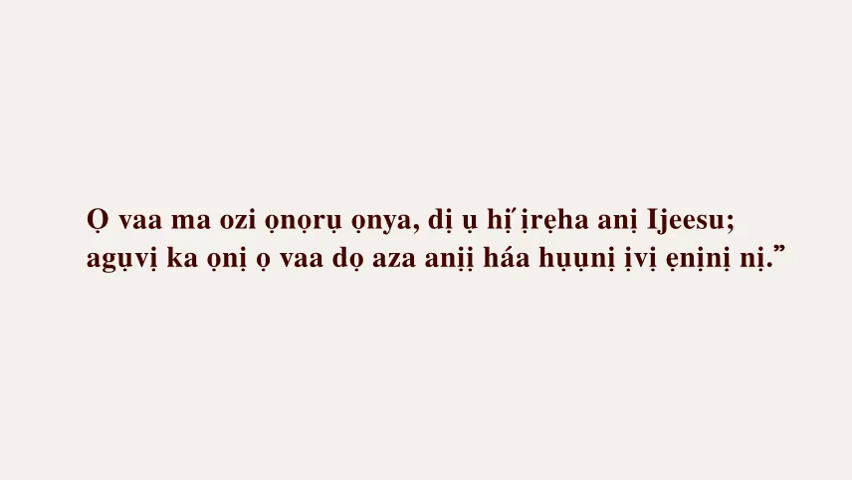 Ọ vaa ma ozi ọnọrụ ọnya, dị ụ hị́ ịrẹha anị Ijeesu;
agụvị ka ọnị ọ vaa dọ aza anịị háa hụụnị ịvị ẹnịnị nị.”